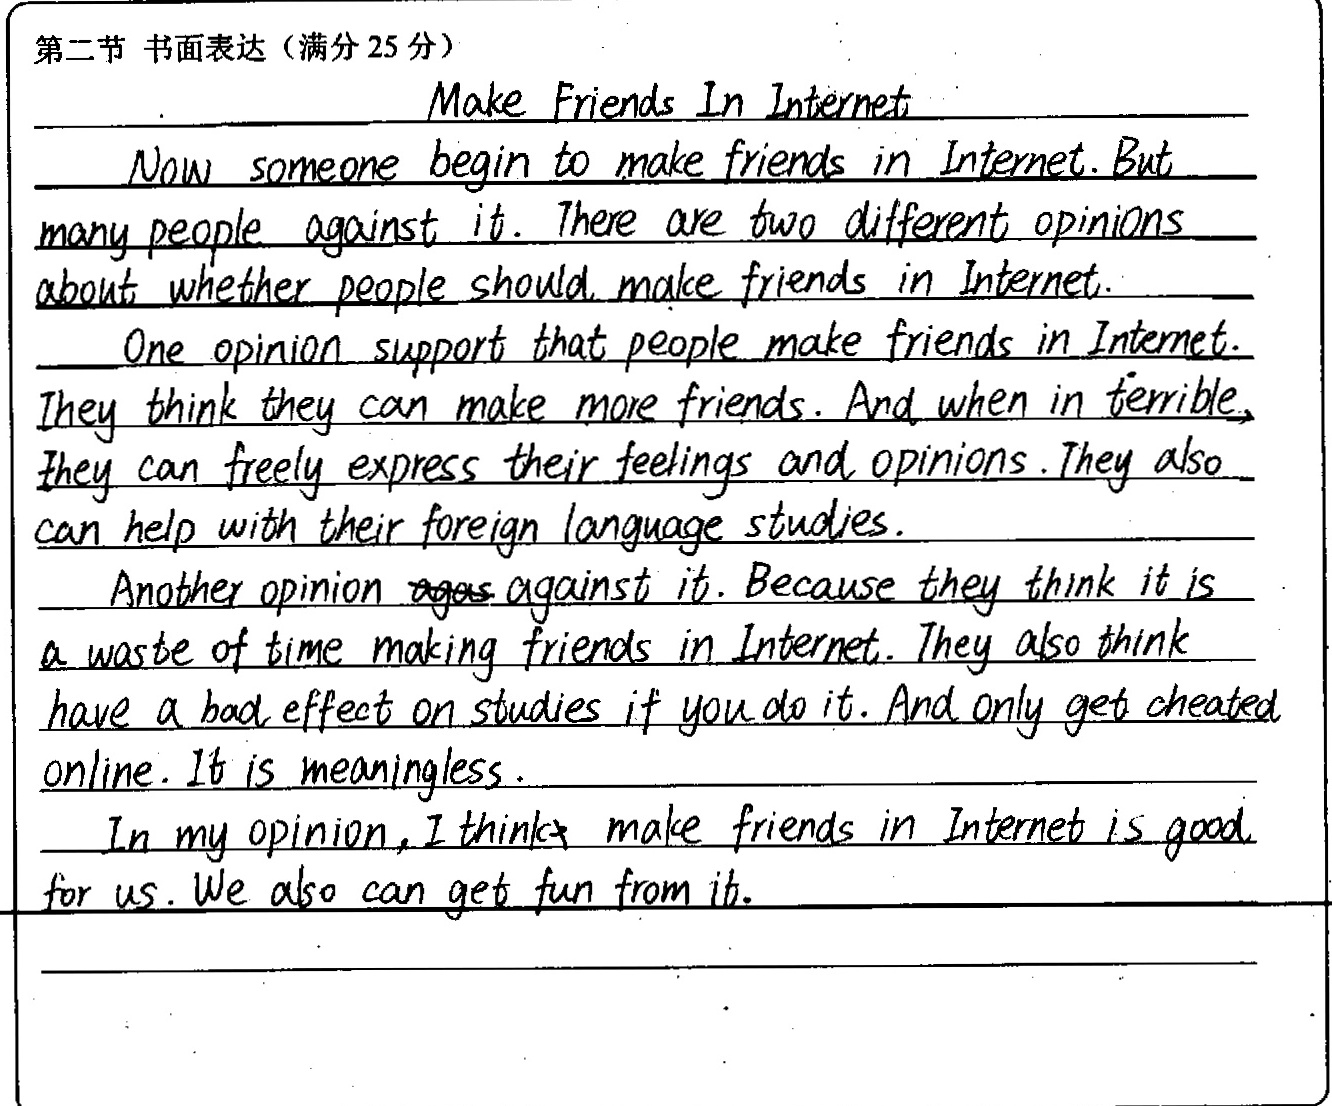 第二节 书面表达（满分 25 分）
Make Friends In Internet
Now someone begin to make friends in Internet. But
many people against it. There are two different opinions
about whether people should make friends in Internet.
One opinion support that people make friends in Internet.
They think they can make more friends. And when in terrible,
they can freely express their feelings and opinions. They also
can help with their foreign language studies.
Another opinion against it. Because they think it is
a waste of time making friends in Internet. They also think
have a bad effect on studies if you do it. And only get cheated
online. It is meaningless.
In my opinion, I think make friends in Internet is good
for us. We also can get fun from it.